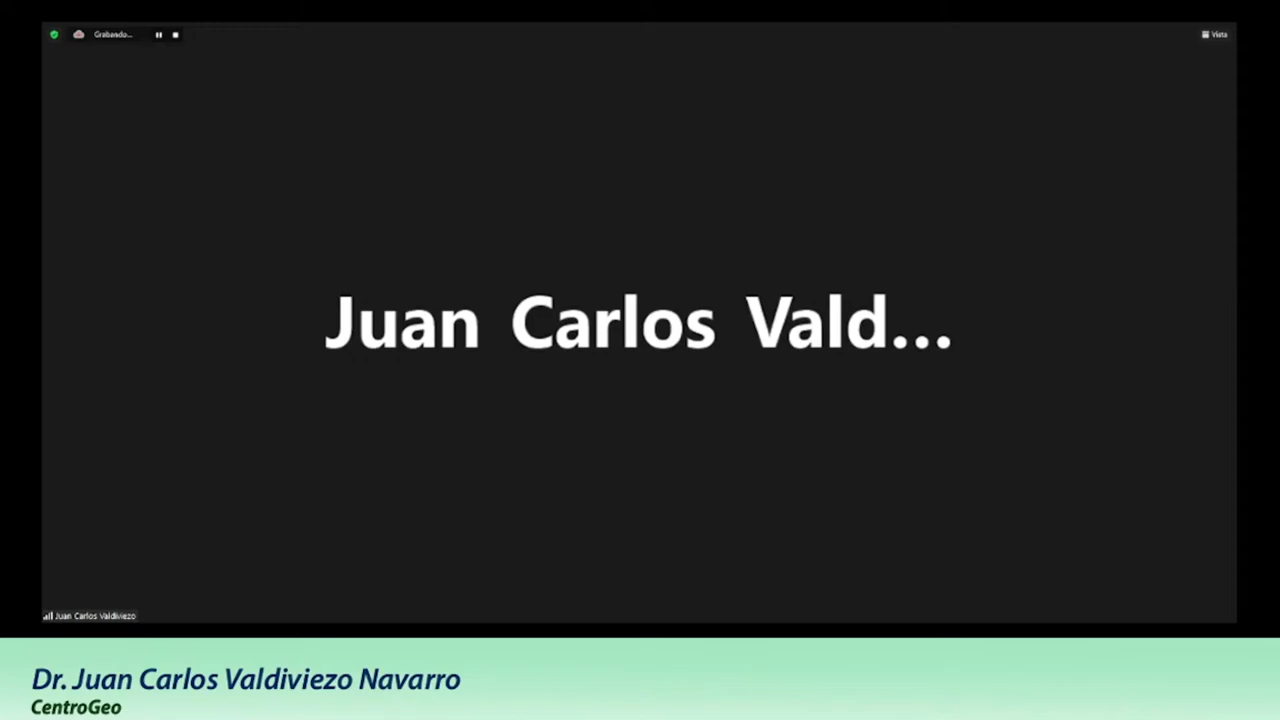 Grabando...
Vista
Juan Carlos Vald...
Juan Carlos Valdiviezo
Dr. Juan Carlos Valdiviezo Navarro
CentroGeo